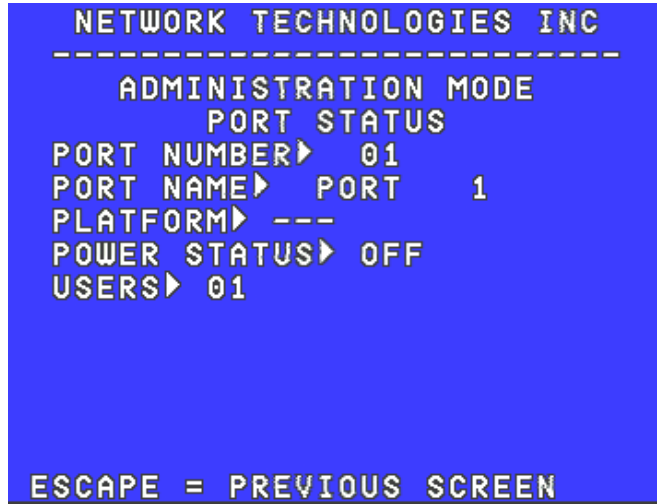 NETWORK TECHNOLOGIES INC
--------------------------
ADMINISTRATION MODE
PORT STATUS
PORT NUMBER▶ 01
PORT NAME▶ PORT 1
PLATFORM▶ ---
POWER STATUS▶ OFF
USERS▶ 01
ESCAPE = PREVIOUS SCREEN